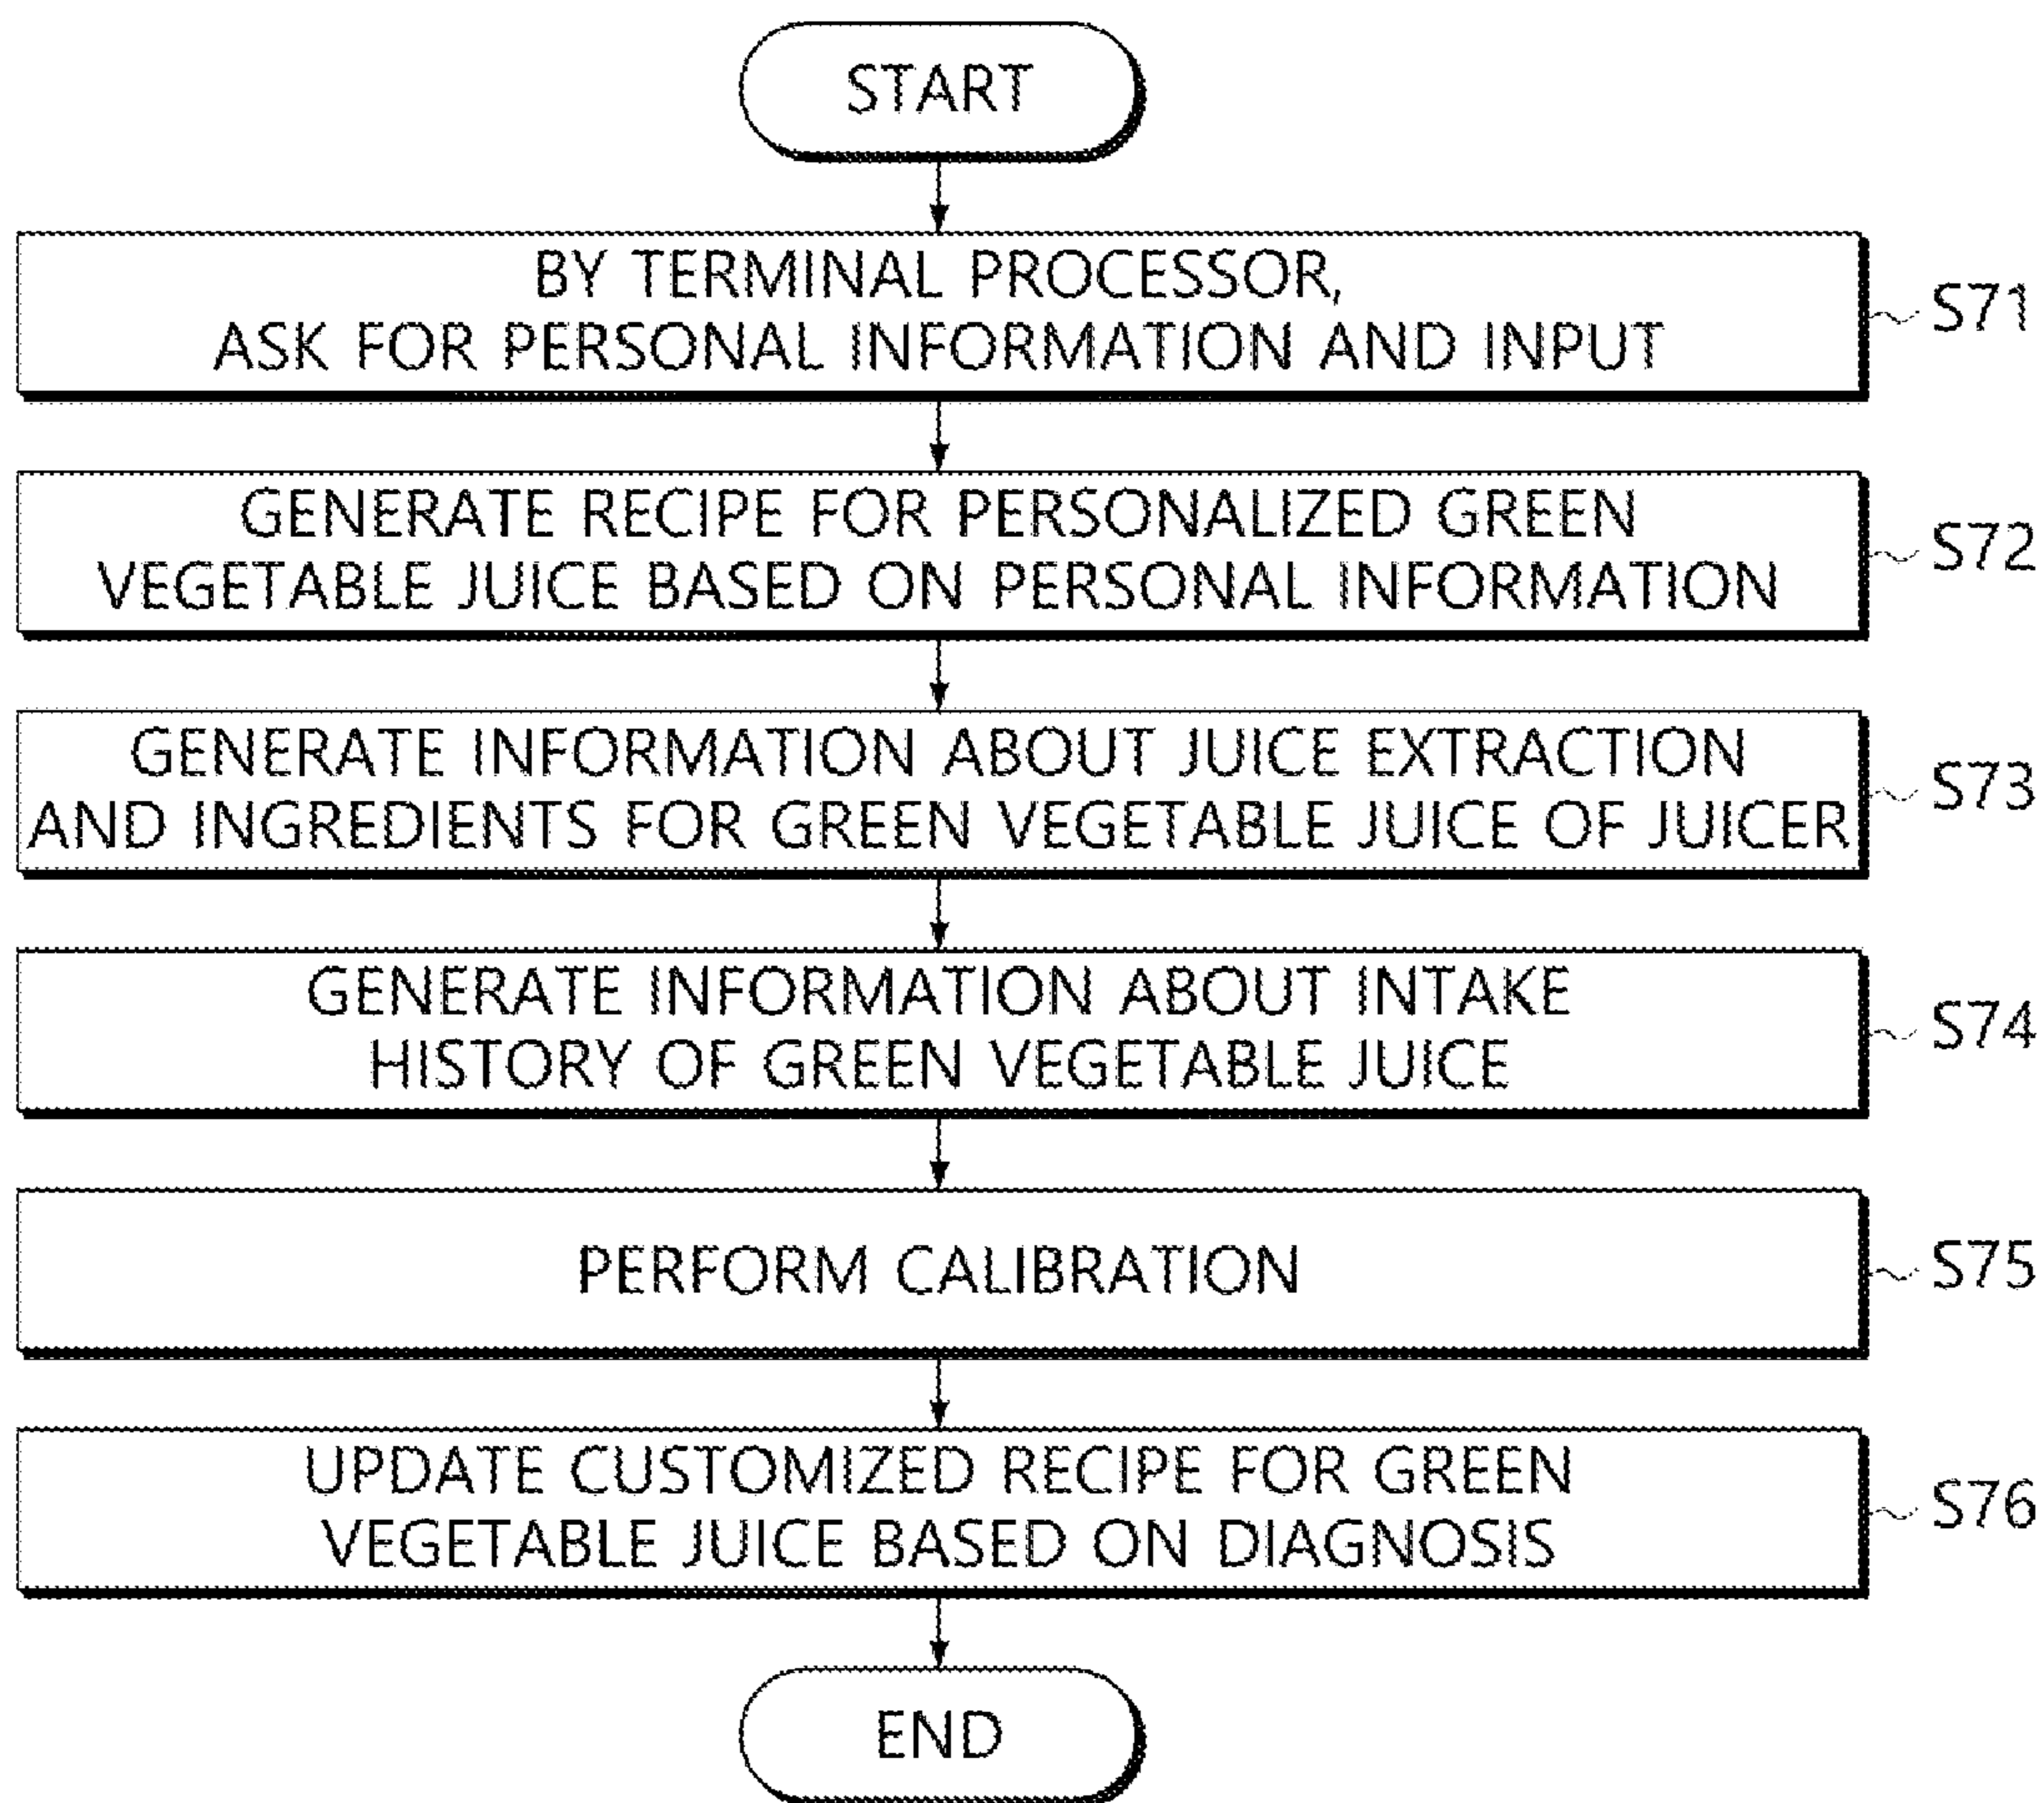 START
BY TERMINAL PROCESSOR,
ASK FOR PERSONAL INFORMATION AND INPUT
S71
GENERATE RECIPE FOR PERSONALIZED GREEN
VEGETABLE JUICE BASED ON PERSONAL INFORMATION
S72
GENERATE INFORMATION ABOUT JUICE EXTRACTION
AND INGREDIENTS FOR GREEN VEGETABLE JUICE OF JUICER
S73
GENERATE INFORMATION ABOUT INTAKE
HISTORY OF GREEN VEGETABLE JUICE
S74
PERFORM CALIBRATION
S75
UPDATE CUSTOMIZED RECIPE FOR GREEN
VEGETABLE JUICE BASED ON DIAGNOSIS
S76
END